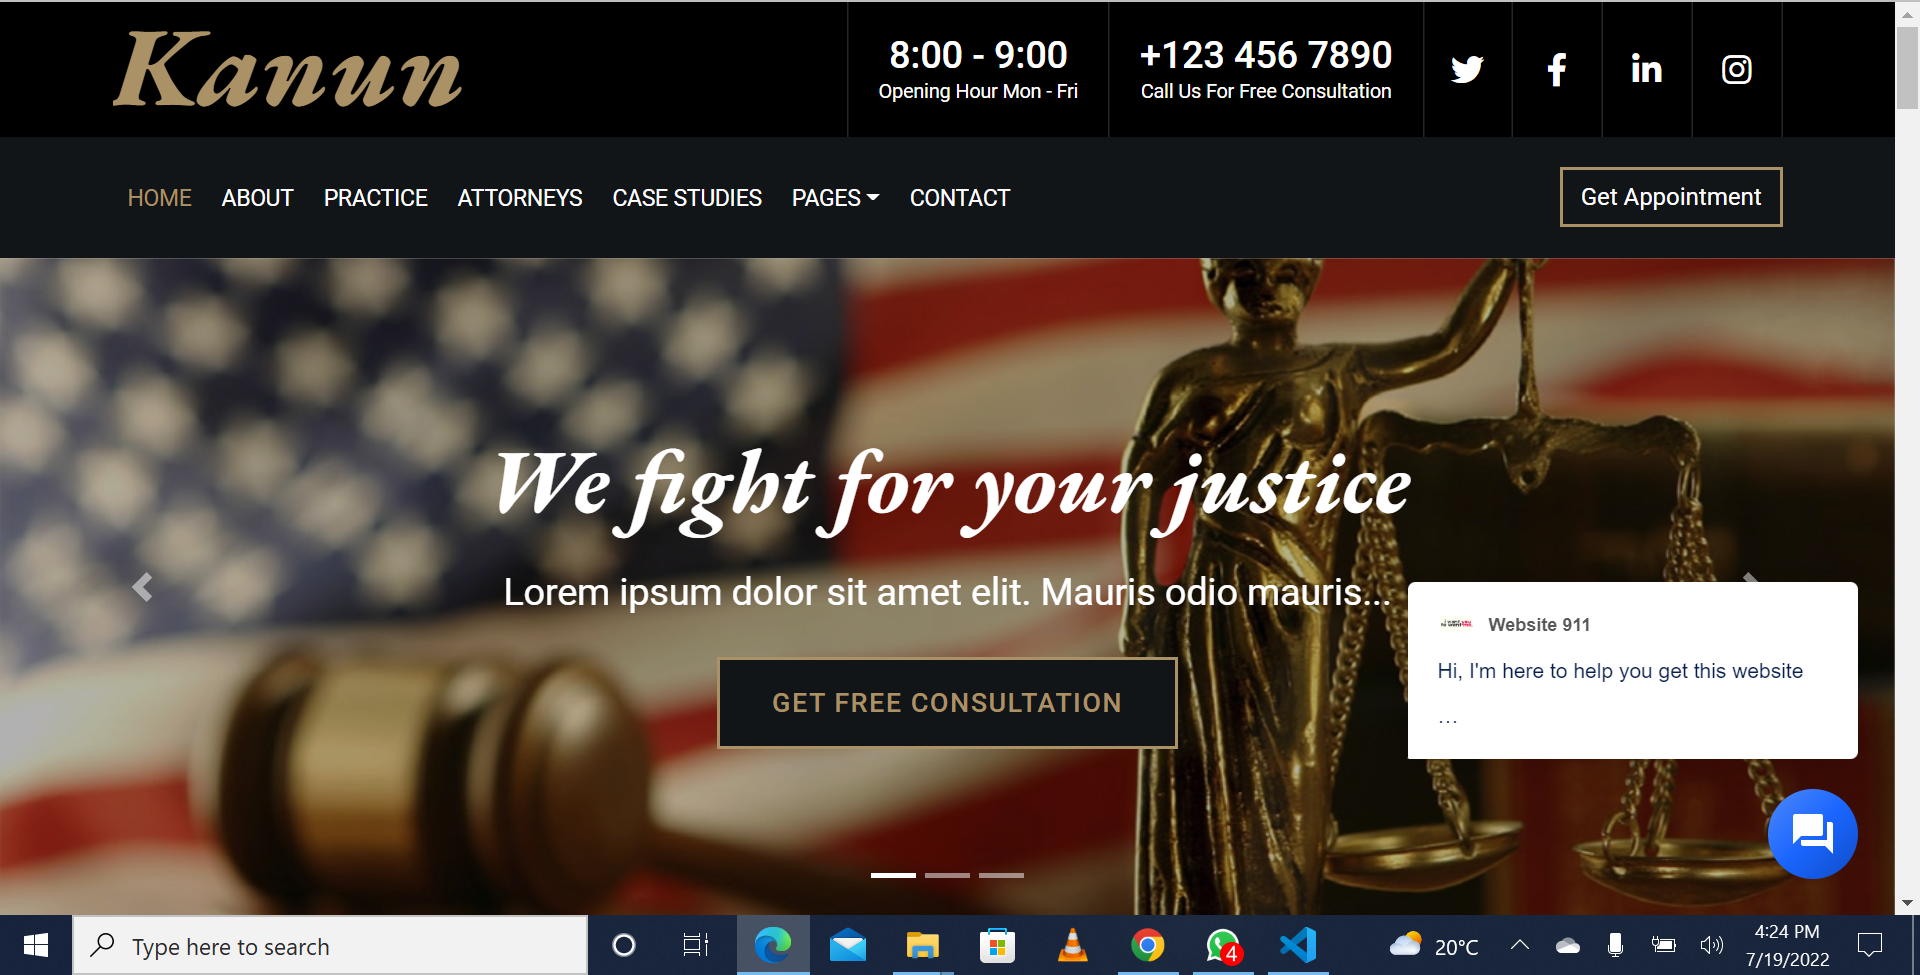 Kanun
8:00 - 9:00
Opening Hour Mon - Fri
+123 456 7890
Call Us For Free Consultation
HOME ABOUT PRACTICE ATTORNEYS CASE STUDIES PAGES CONTACT
Get Appointment
We fight for your justice
Lorem ipsum dolor sit amet elit. Mauris odio mauris...
GET FREE CONSULTATION
Website 911
Hi, I'm here to help you get this website
...
Type here to search
4
20°C
4:24 PM
7/19/2022